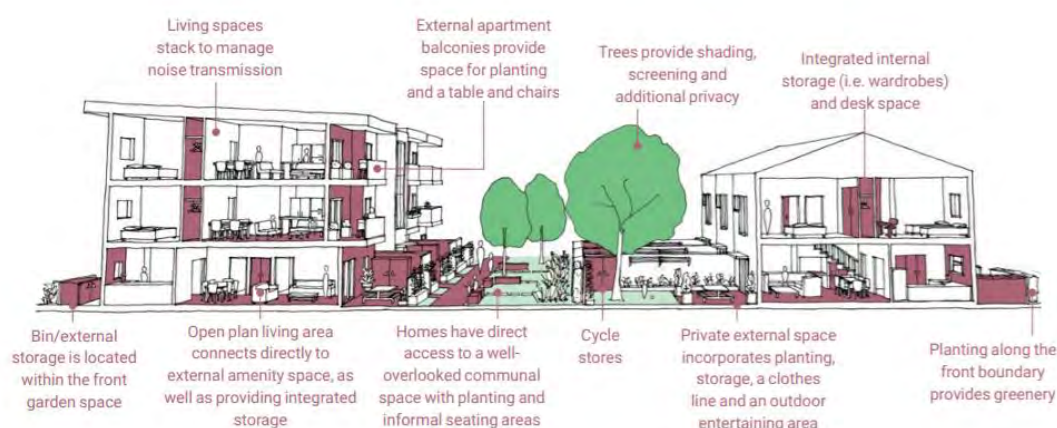 Living spaces
stack to manage
noise transmission
External apartment
balconies provide
space for planting
and a table and chairs
Trees provide shading,
screening and
additional privacy
Integrated internal
storage (i.e. wardrobes)
and desk space
Bin/external
storage is located
within the front
garden space
Open plan living area
connects directly to
external amenity space, as
well as providing integrated
storage
Homes have direct
access to a well-
overlooked communal
space with planting and
informal seating areas
Cycle
stores
Private external space
incorporates planting,
storage, a clothes
line and an outdoor
entertaining area
Planting along the
front boundary
provides greenery